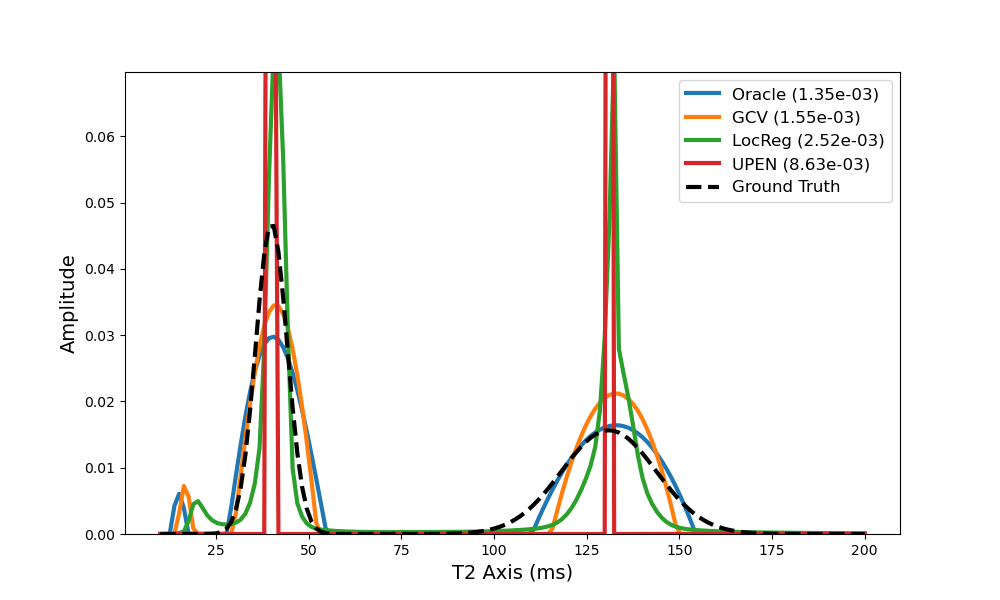 Oracle (1.35e-03)
GCV (1.55e-03)
LocReg (2.52e-03)
UPEN (8.63e-03)
Ground Truth
0.06
0.05
0.04
0.03
0.02
0.01
0.00
Amplitude
25 50 75 100 125 150 175 200
T2 Axis (ms)